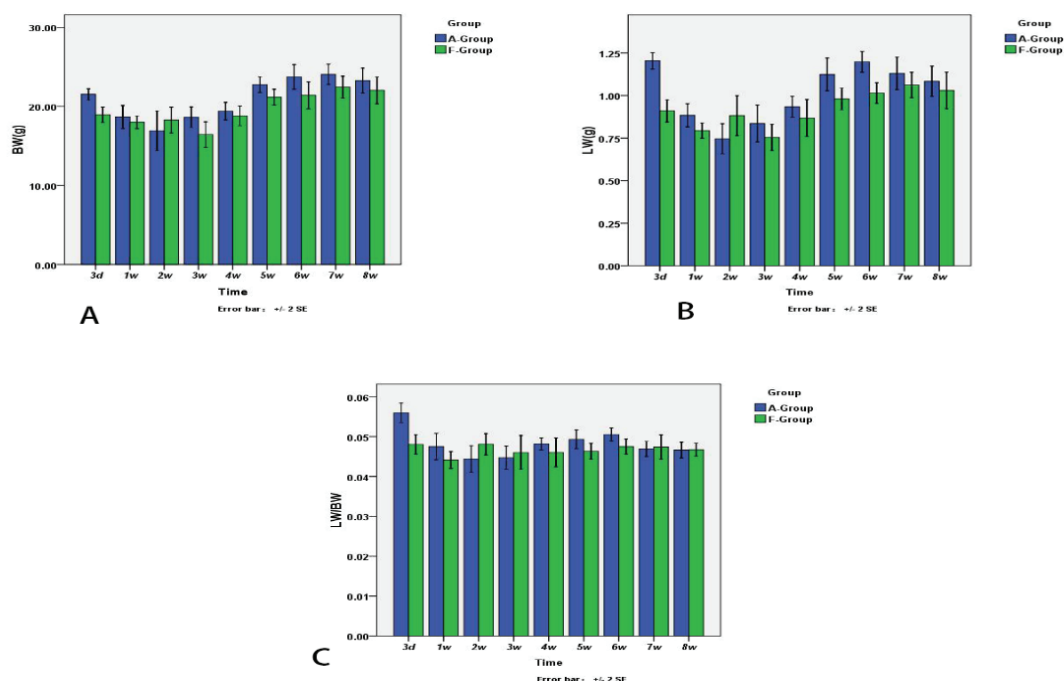 Group
A-Group
F-Group
30.00
20.00
10.00
0.00
BW(g)
3d 1w 2w 3w 4w 5w 6w 7w 8w
Time
Error bar: +/- 2 SE
A
Group
A-Group
F-Group
1.25
1.00
0.75
0.50
0.25
0.00
LW(g)
3d 1w 2w 3w 4w 5w 6w 7w 8w
Time
Error bar: +/- 2 SE
B
Group
A-Group
F-Group
0.06
0.05
0.04
0.03
0.02
0.01
0.00
LW/BW
3d 1w 2w 3w 4w 5w 6w 7w 8w
Time
Error bar: +/- 2 SE
C